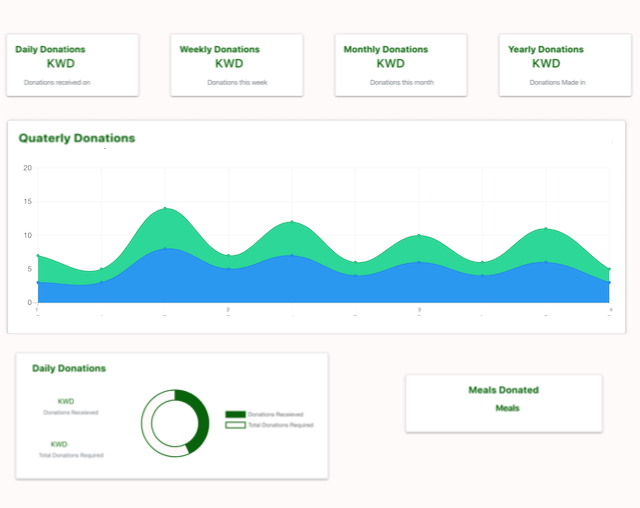 Daily Donations
KWD
Donations received on
Weekly Donations
KWD
Donations this week
Monthly Donations
KWD
Donations this month
Yearly Donations
KWD
Donations Made in
Quaterly Donations
20
15
10
5
0
1
2
3
4
Daily Donations
KWD
Donations Receieved
KWD
Total Donations Required
Donations Receieved
Total Donations Required
Meals Donated
Meals